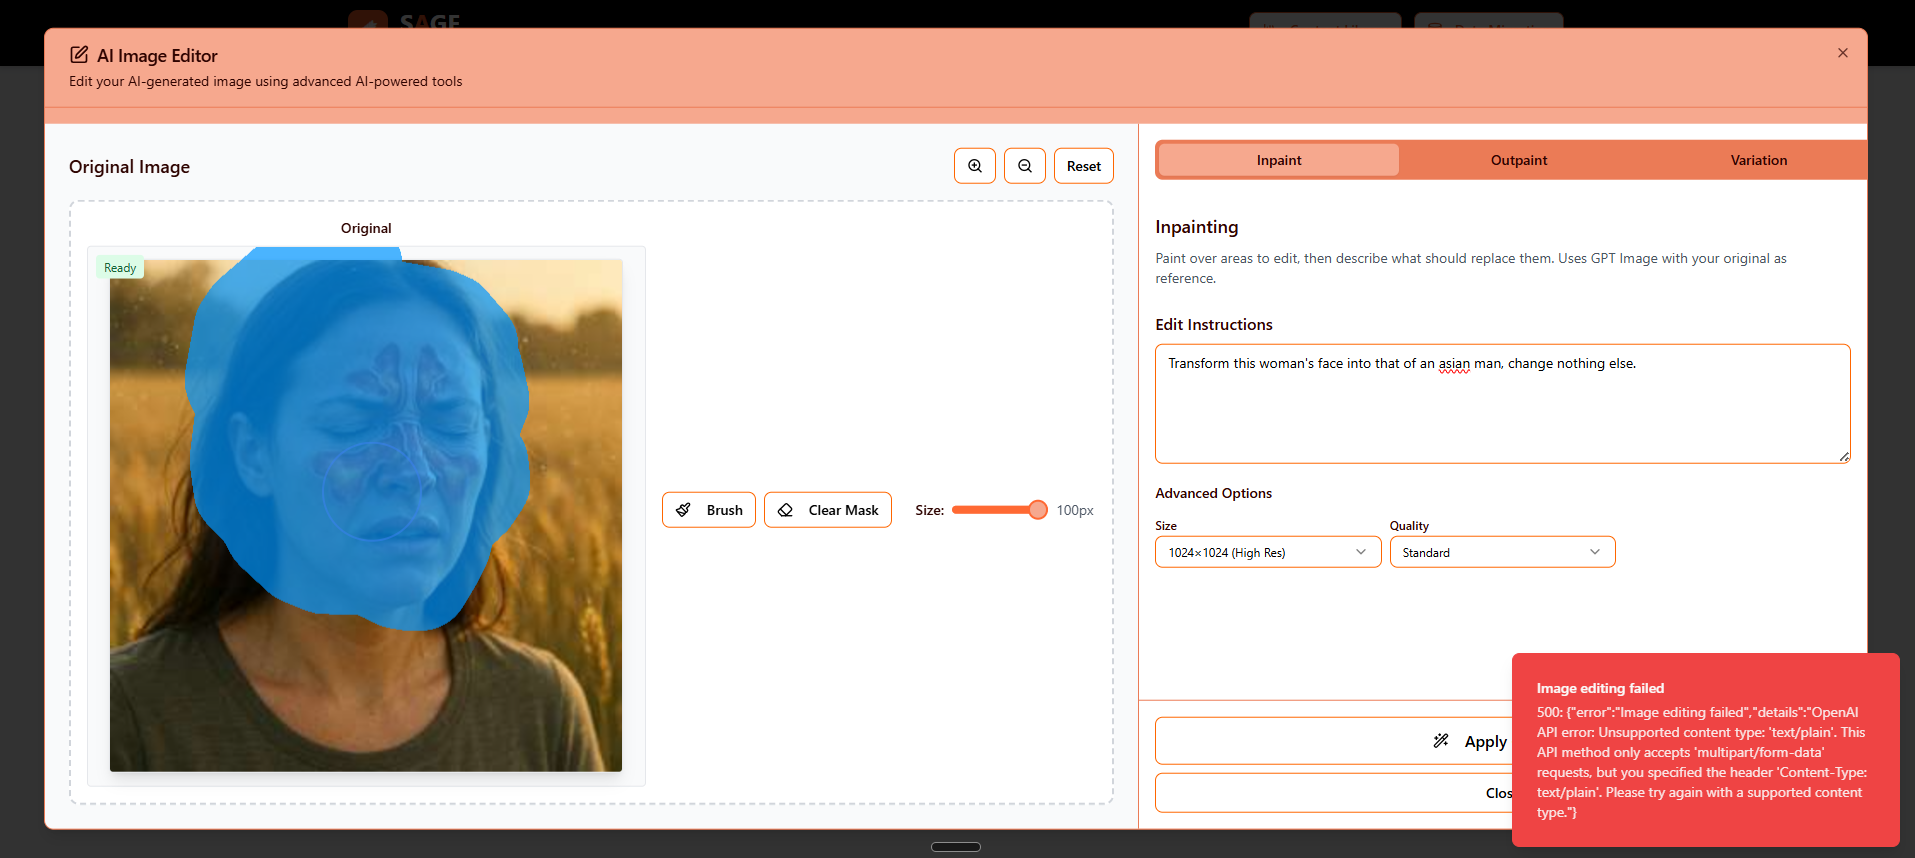 SAGE
AI Image Editor
Edit your AI-generated image using advanced AI-powered tools
Original Image
Reset
Original
Ready
Brush
Clear Mask
Size:
100px
Inpaint
Outpaint
Variation
Inpainting
Paint over areas to edit, then describe what should replace them. Uses GPT Image with your original as
reference.
Edit Instructions
Transform this woman's face into that of an asian man, change nothing else.
Advanced Options
Size
Quality
1024×1024 (High Res)
Standard
Apply
Clos
Image editing failed
500: {"error":"Image editing failed","details":"OpenAI
API error: Unsupported content type: 'text/plain'. This
API method only accepts 'multipart/form-data'
requests, but you specified the header 'Content-Type:
text/plain'. Please try again with a supported content
type."}